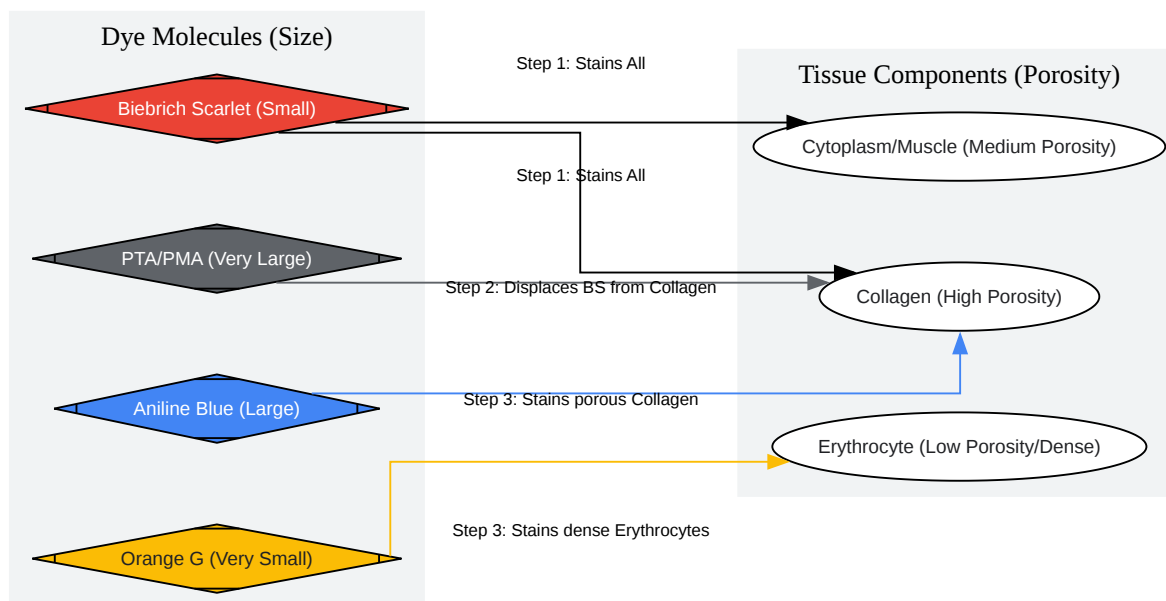 Dye Molecules (Size)
Biebrich Scarlet (Small)
PTA/PMA (Very Large)
Aniline Blue (Large)
Orange G (Very Small)
Step 1: Stains All
Step 1: Stains All
Step 2: Displaces BS from Collagen
Step 3: Stains porous Collagen
Step 3: Stains dense Erythrocytes
Tissue Components (Porosity)
Cytoplasm/Muscle (Medium Porosity)
Collagen (High Porosity)
Erythrocyte (Low Porosity/Dense)